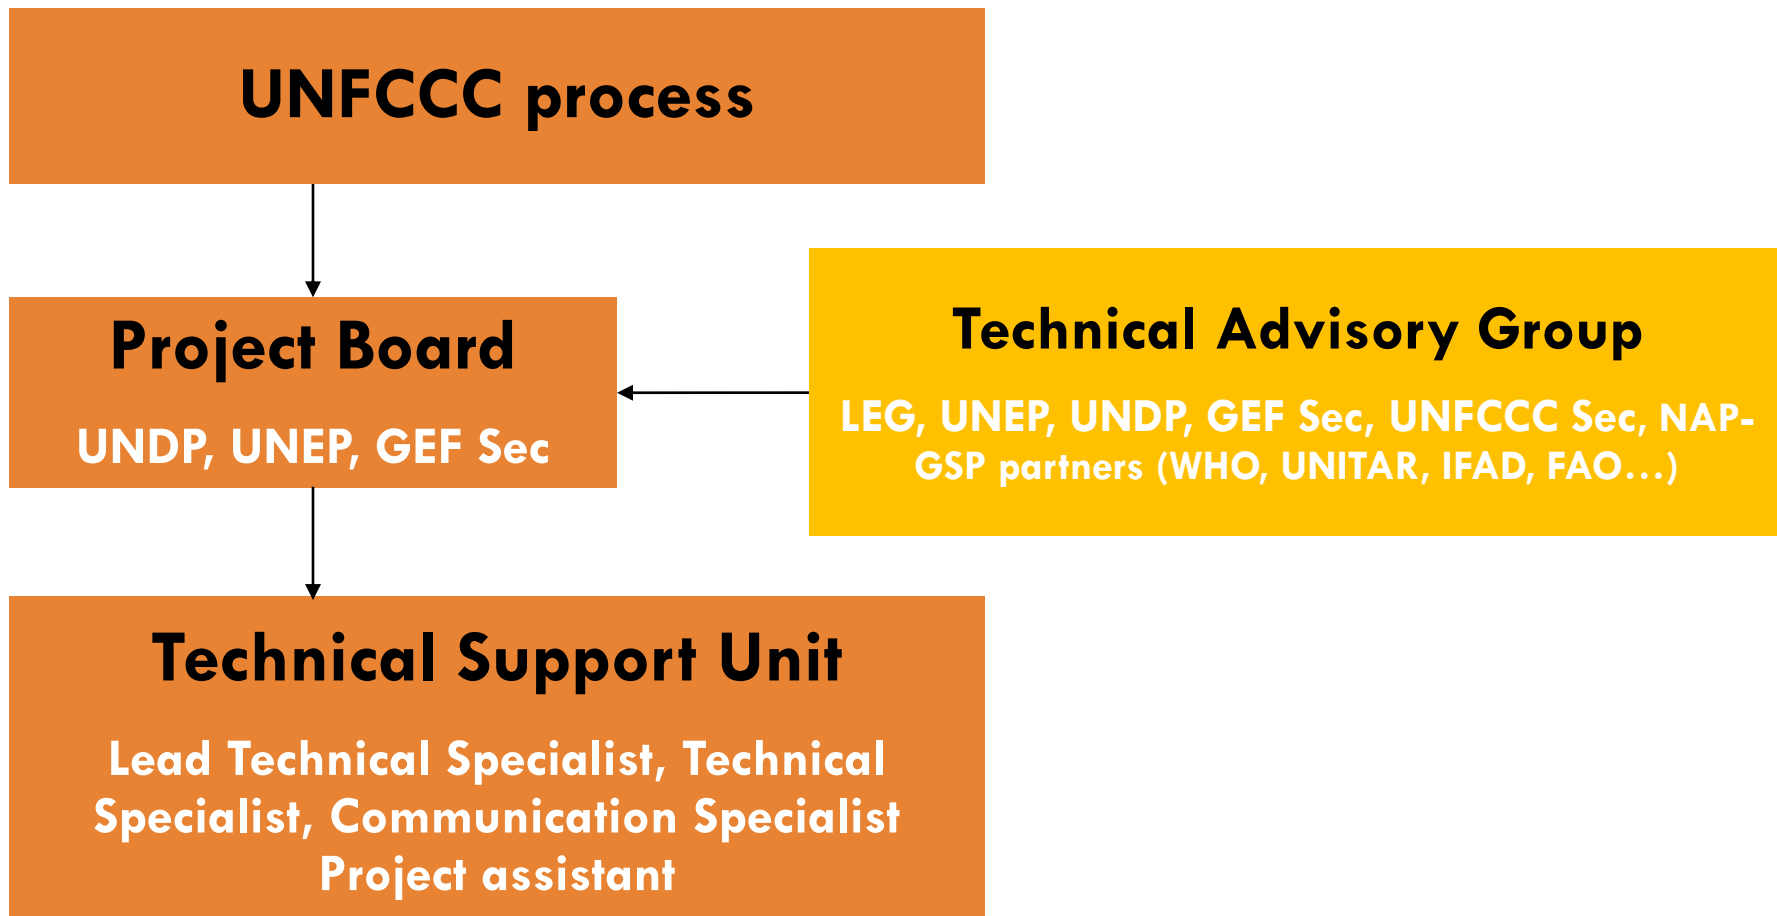 UNFCCC process
Project Board
UNDP, UNEP, GEF Sec
Technical Advisory Group
LEG, UNEP, UNDP, GEF Sec, UNFCCC Sec, NAP-
GSP partners (WHO, UNITAR, IFAD, FAO...)
Technical Support Unit
Lead Technical Specialist, Technical
Specialist, Communication Specialist
Project assistant